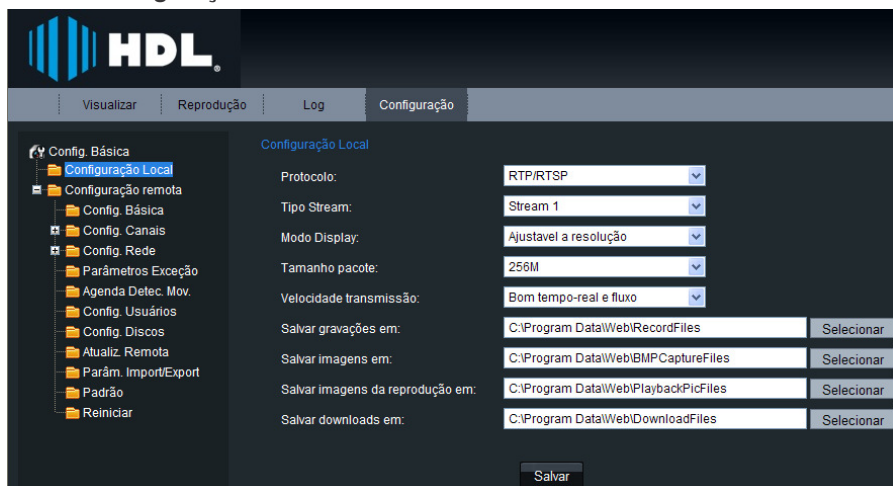 HDL®
Visualizar
Reprodução
Log
Configuração
Config. Básica
Configuração Local
Configuração remota
Config. Básica
Config. Canais
Config. Rede
Parâmetros Exceção
Agenda Detec. Mov.
Config. Usuários
Config. Discos
Atualiz. Remota
Parâm. Import/Export
Padrão
Reiniciar
Configuração Local
Protocolo: RTP/RTSP
Tipo Stream: Stream 1
Modo Display: Ajustavel a resolução
Tamanho pacote: 256M
Velocidade transmissão: Bom tempo-real e fluxo
Salvar gravações em: C:\Program Data\Web\RecordFiles Selecionar
Salvar imagens em: C:\Program Data\Web\BMPCaptureFiles Selecionar
Salvar imagens da reprodução em: C:\Program Data\Web\PlaybackPicFiles Selecionar
Salvar downloads em: C:\Program Data\Web\DownloadFiles Selecionar
Salvar